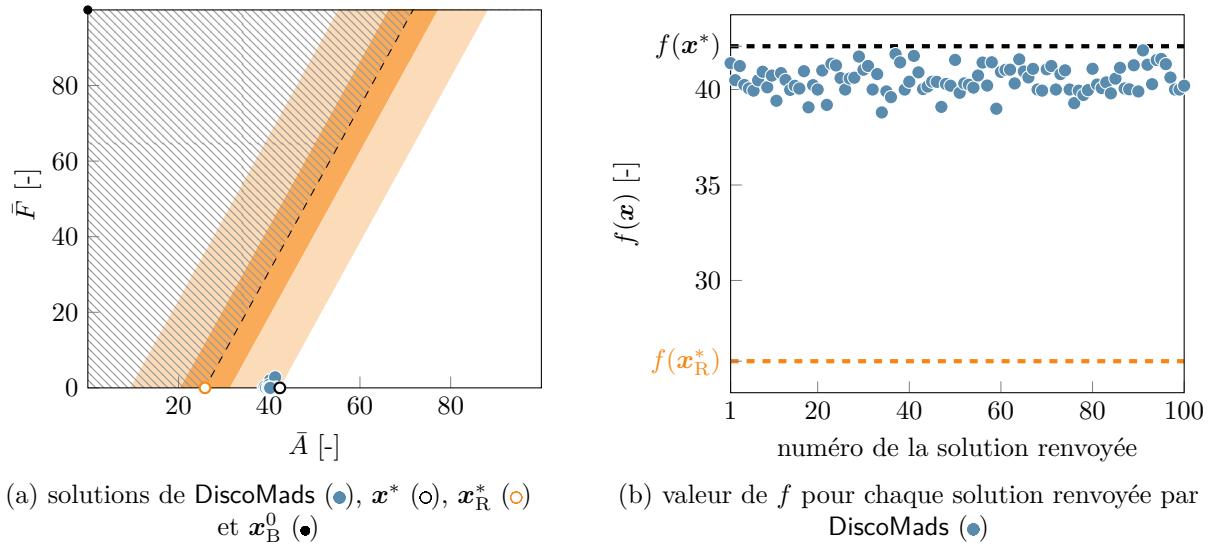 80
60
40
20
0
F̄ [-]
20
40
60
80
Ā [-]
(a) solutions de DiscoMads (●), x* (○), x*_R (○)
et x⁰_B (●)
f(x*)
40
35
30
f(x*_R)
f(x) [-]
1
20
40
60
80
100
numéro de la solution renvoyée
(b) valeur de f pour chaque solution renvoyée par
DiscoMads (●)